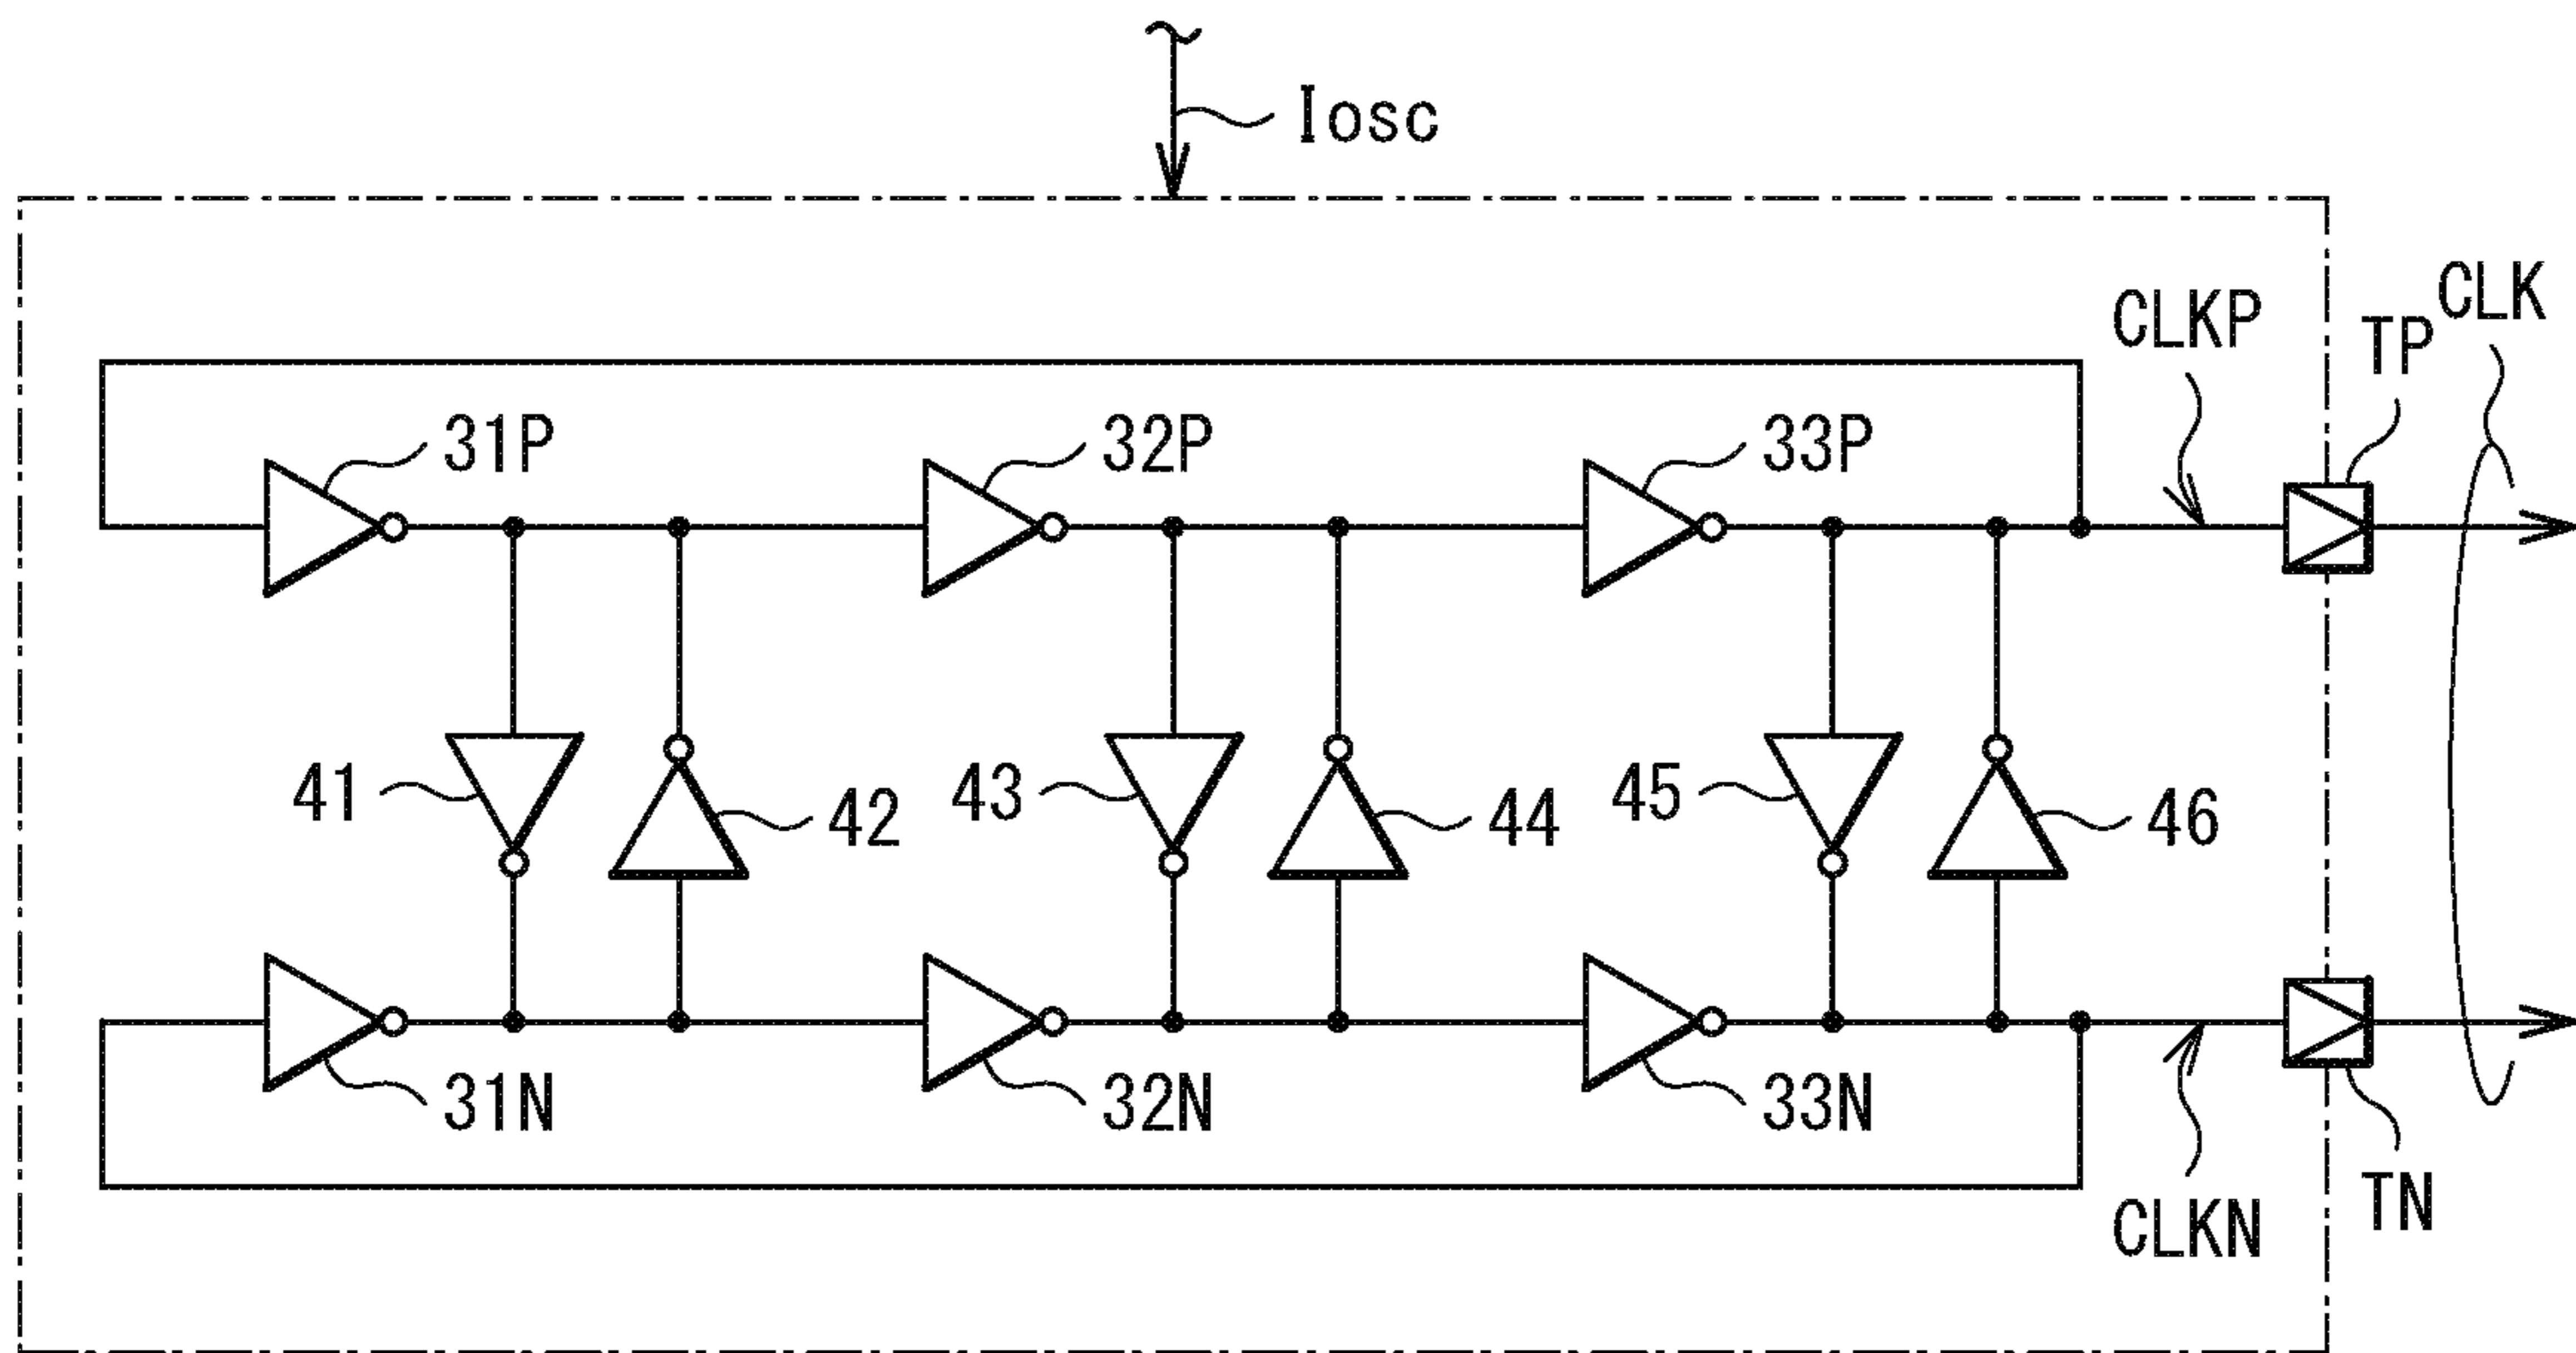 Iosc
CLK
CLKP
TP
31P
32P
33P
41
42
43
44
45
46
31N
32N
33N
CLKN
TN